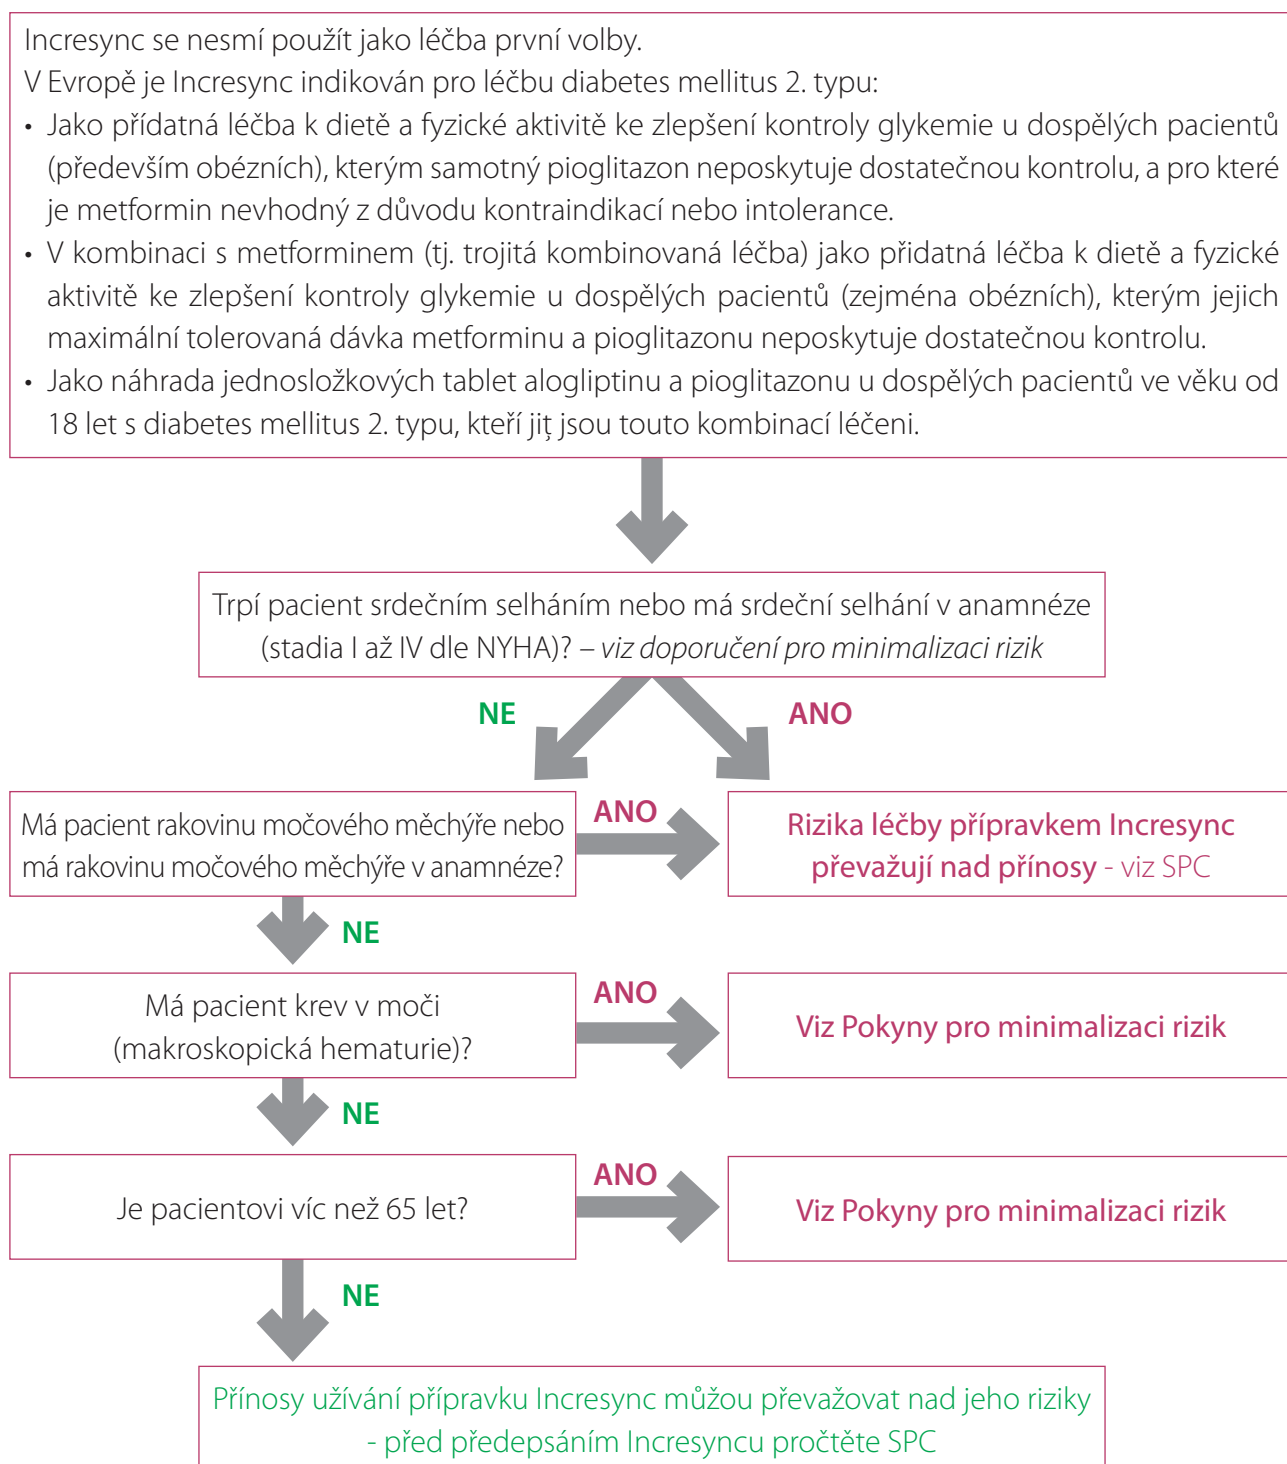 Incresync se nesmí použít jako léčba první volby.
V Evropě je Incresync indikován pro léčbu diabetes mellitus 2. typu:
• Jako přídatná léčba k dietě a fyzické aktivitě ke zlepšení kontroly glykemie u dospělých pacientů
(především obézních), kterým samotný pioglitazon neposkytuje dostatečnou kontrolu, a pro které
je metformin nevhodný z důvodu kontraindikací nebo intolerance.
• V kombinaci s metforminem (tj. trojitá kombinovaná léčba) jako přidatná léčba k dietě a fyzické
aktivitě ke zlepšení kontroly glykemie u dospělých pacientů (zejména obézních), kterým jejich
maximální tolerovaná dávka metforminu a pioglitazonu neposkytuje dostatečnou kontrolu.
• Jako náhrada jednosložkových tablet alogliptinu a pioglitazonu u dospělých pacientů ve věku od
18 let s diabetes mellitus 2. typu, kteří jiţ jsou touto kombinací léčeni.
Trpí pacient srdečním selháním nebo má srdeční selhání v anamnéze
(stadia I až IV dle NYHA)? – viz doporučení pro minimalizaci rizik
NE
ANO
Má pacient rakovinu močového měchýře nebo
má rakovinu močového měchýře v anamnéze?
ANO
Rizika léčby přípravkem Incresync
převažují nad přínosy - viz SPC
NE
Má pacient krev v moči
(makroskopická hematurie)?
ANO
Viz Pokyny pro minimalizaci rizik
NE
Je pacientovi víc než 65 let?
ANO
Viz Pokyny pro minimalizaci rizik
NE
Přínosy užívání přípravku Incresync můžou převažovat nad jeho riziky
- před předepsáním Incresyncu pročtěte SPC